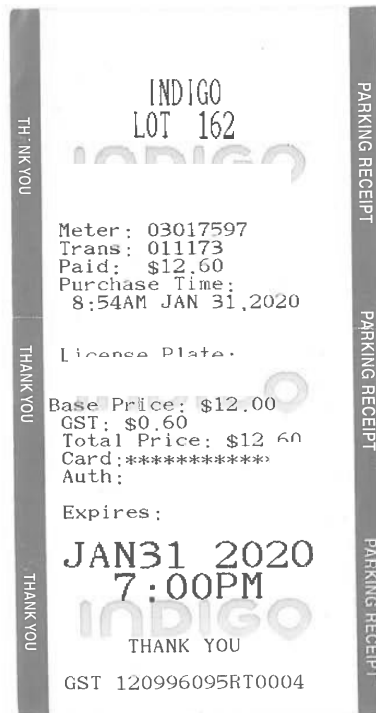 INDIGO
LOT 162
INDIGO
Meter: 03017597
Trans: 011173
Paid: $12.60
Purchase Time:
8:54AM JAN 31,2020
License Plate:
Base Price: $12.00
GST: $0.60
Total Price: $12.60
Card:***********
Auth:
Expires:
JAN31 2020
7:00PM
INDIGO
THANK YOU
GST 120996095RT0004
THANK YOU
THANK YOU
THANK YOU
PARKING RECEIPT
PARKING RECEIPT
PARKING RECEIPT